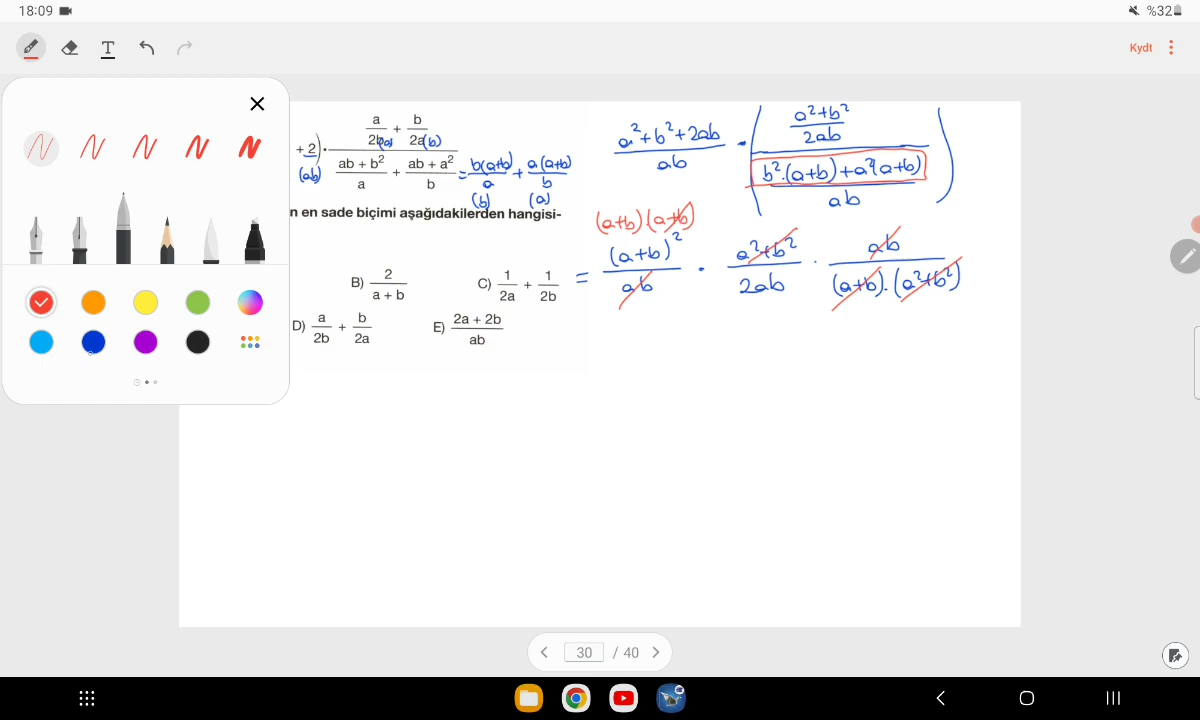 18:09
%32
T
Kydt
+ 2) · (a/2b + b/2a) / ((ab + b²)/a + (ab + a²)/b)
(ab) (a) (b)
= b(a+b)/a + a(a+b)/b
(b) (a)
(a²+b²+2ab)/ab · ( ((a²+b²)/2ab) / ((b²·(a+b)+a²(a+b))/ab) )
n en sade biçimi aşağıdakilerden hangisi-
(a+b)(a+b)
= (a+b)²/ab · (a²+b²)/2ab · ab/((a+b)·(a²+b²))
B) 2/(a + b)
C) 1/2a + 1/2b
D) a/2b + b/2a
E) (2a + 2b)/ab
30 / 40